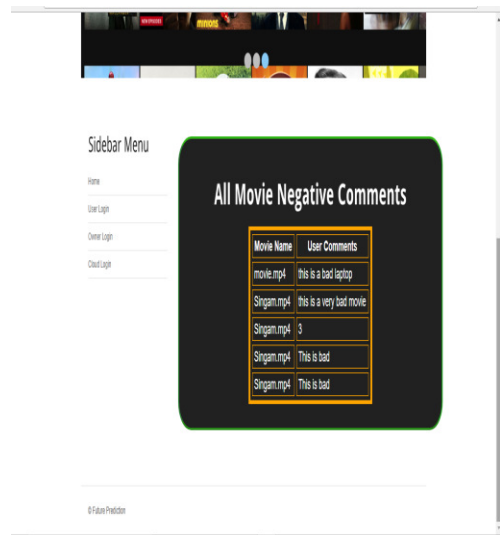 NEW EPISODES
minions
Sidebar Menu
Home
User Login
Owner Login
Cloud Login
All Movie Negative Comments
Movie Name User Comments
movie.mp4 this is a bad laptop
Singam.mp4 this is a very bad movie
Singam.mp4 3
Singam.mp4 This is bad
Singam.mp4 This is bad
© Future Prediction